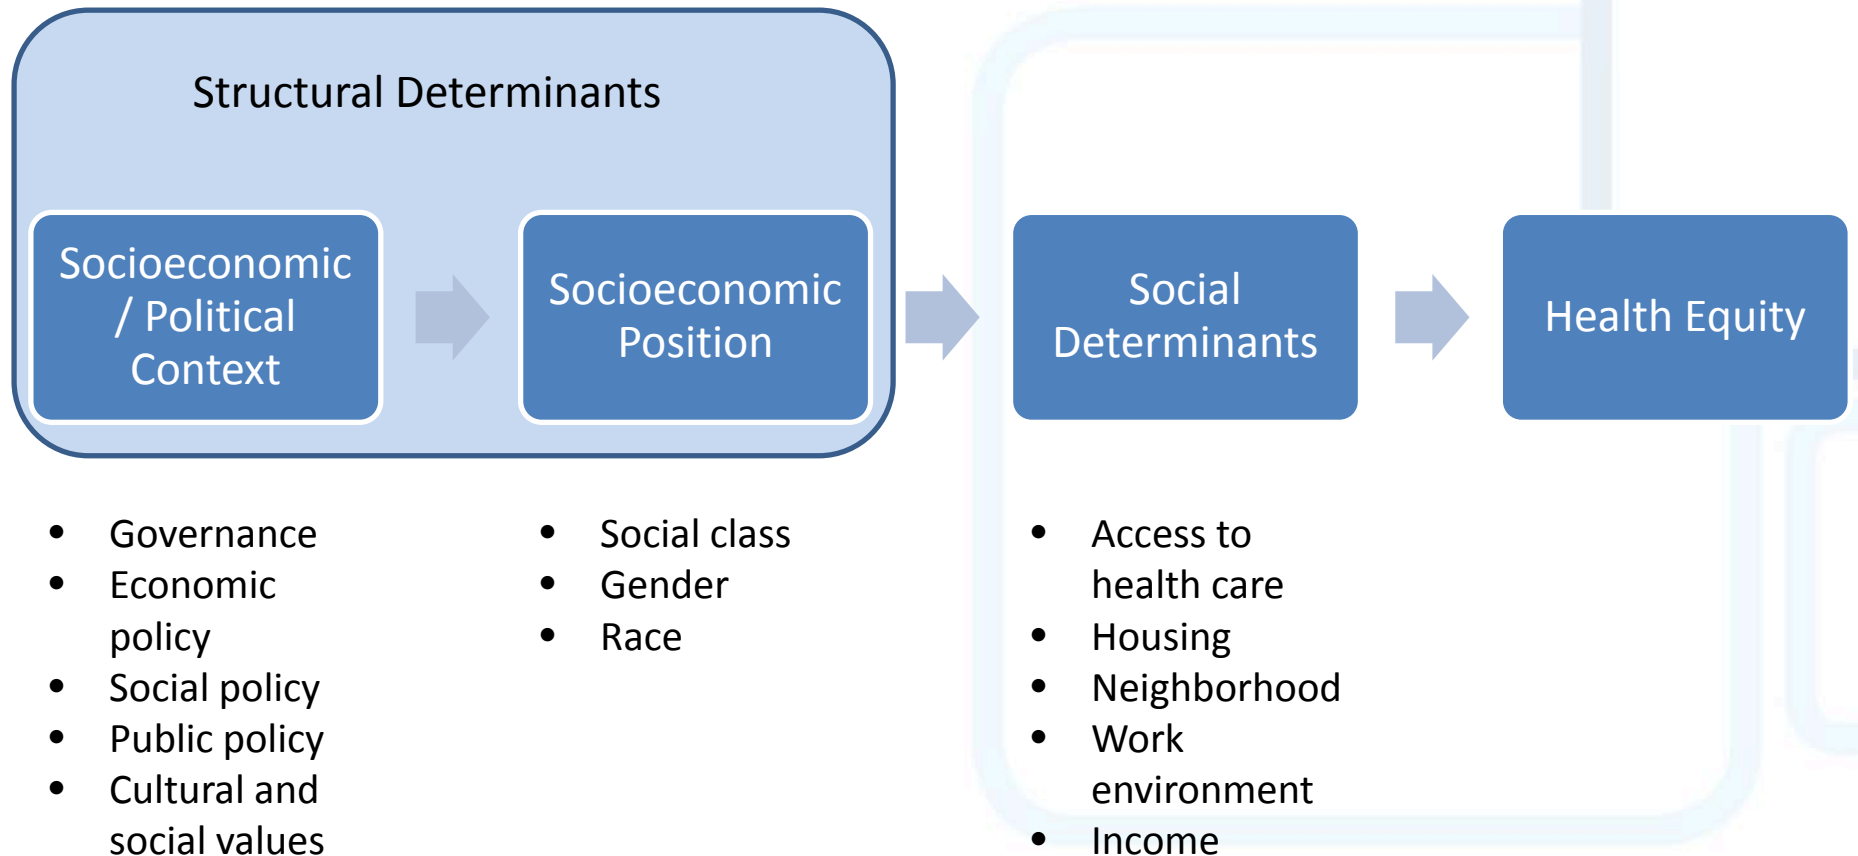 Structural Determinants
Socioeconomic
/ Political
Context
Socioeconomic
Position
Social
Determinants
Health Equity
• Governance
• Economic
policy
• Social policy
• Public policy
• Cultural and
social values
• Social class
• Gender
• Race
• Access to
health care
• Housing
• Neighborhood
• Work
environment
• Income